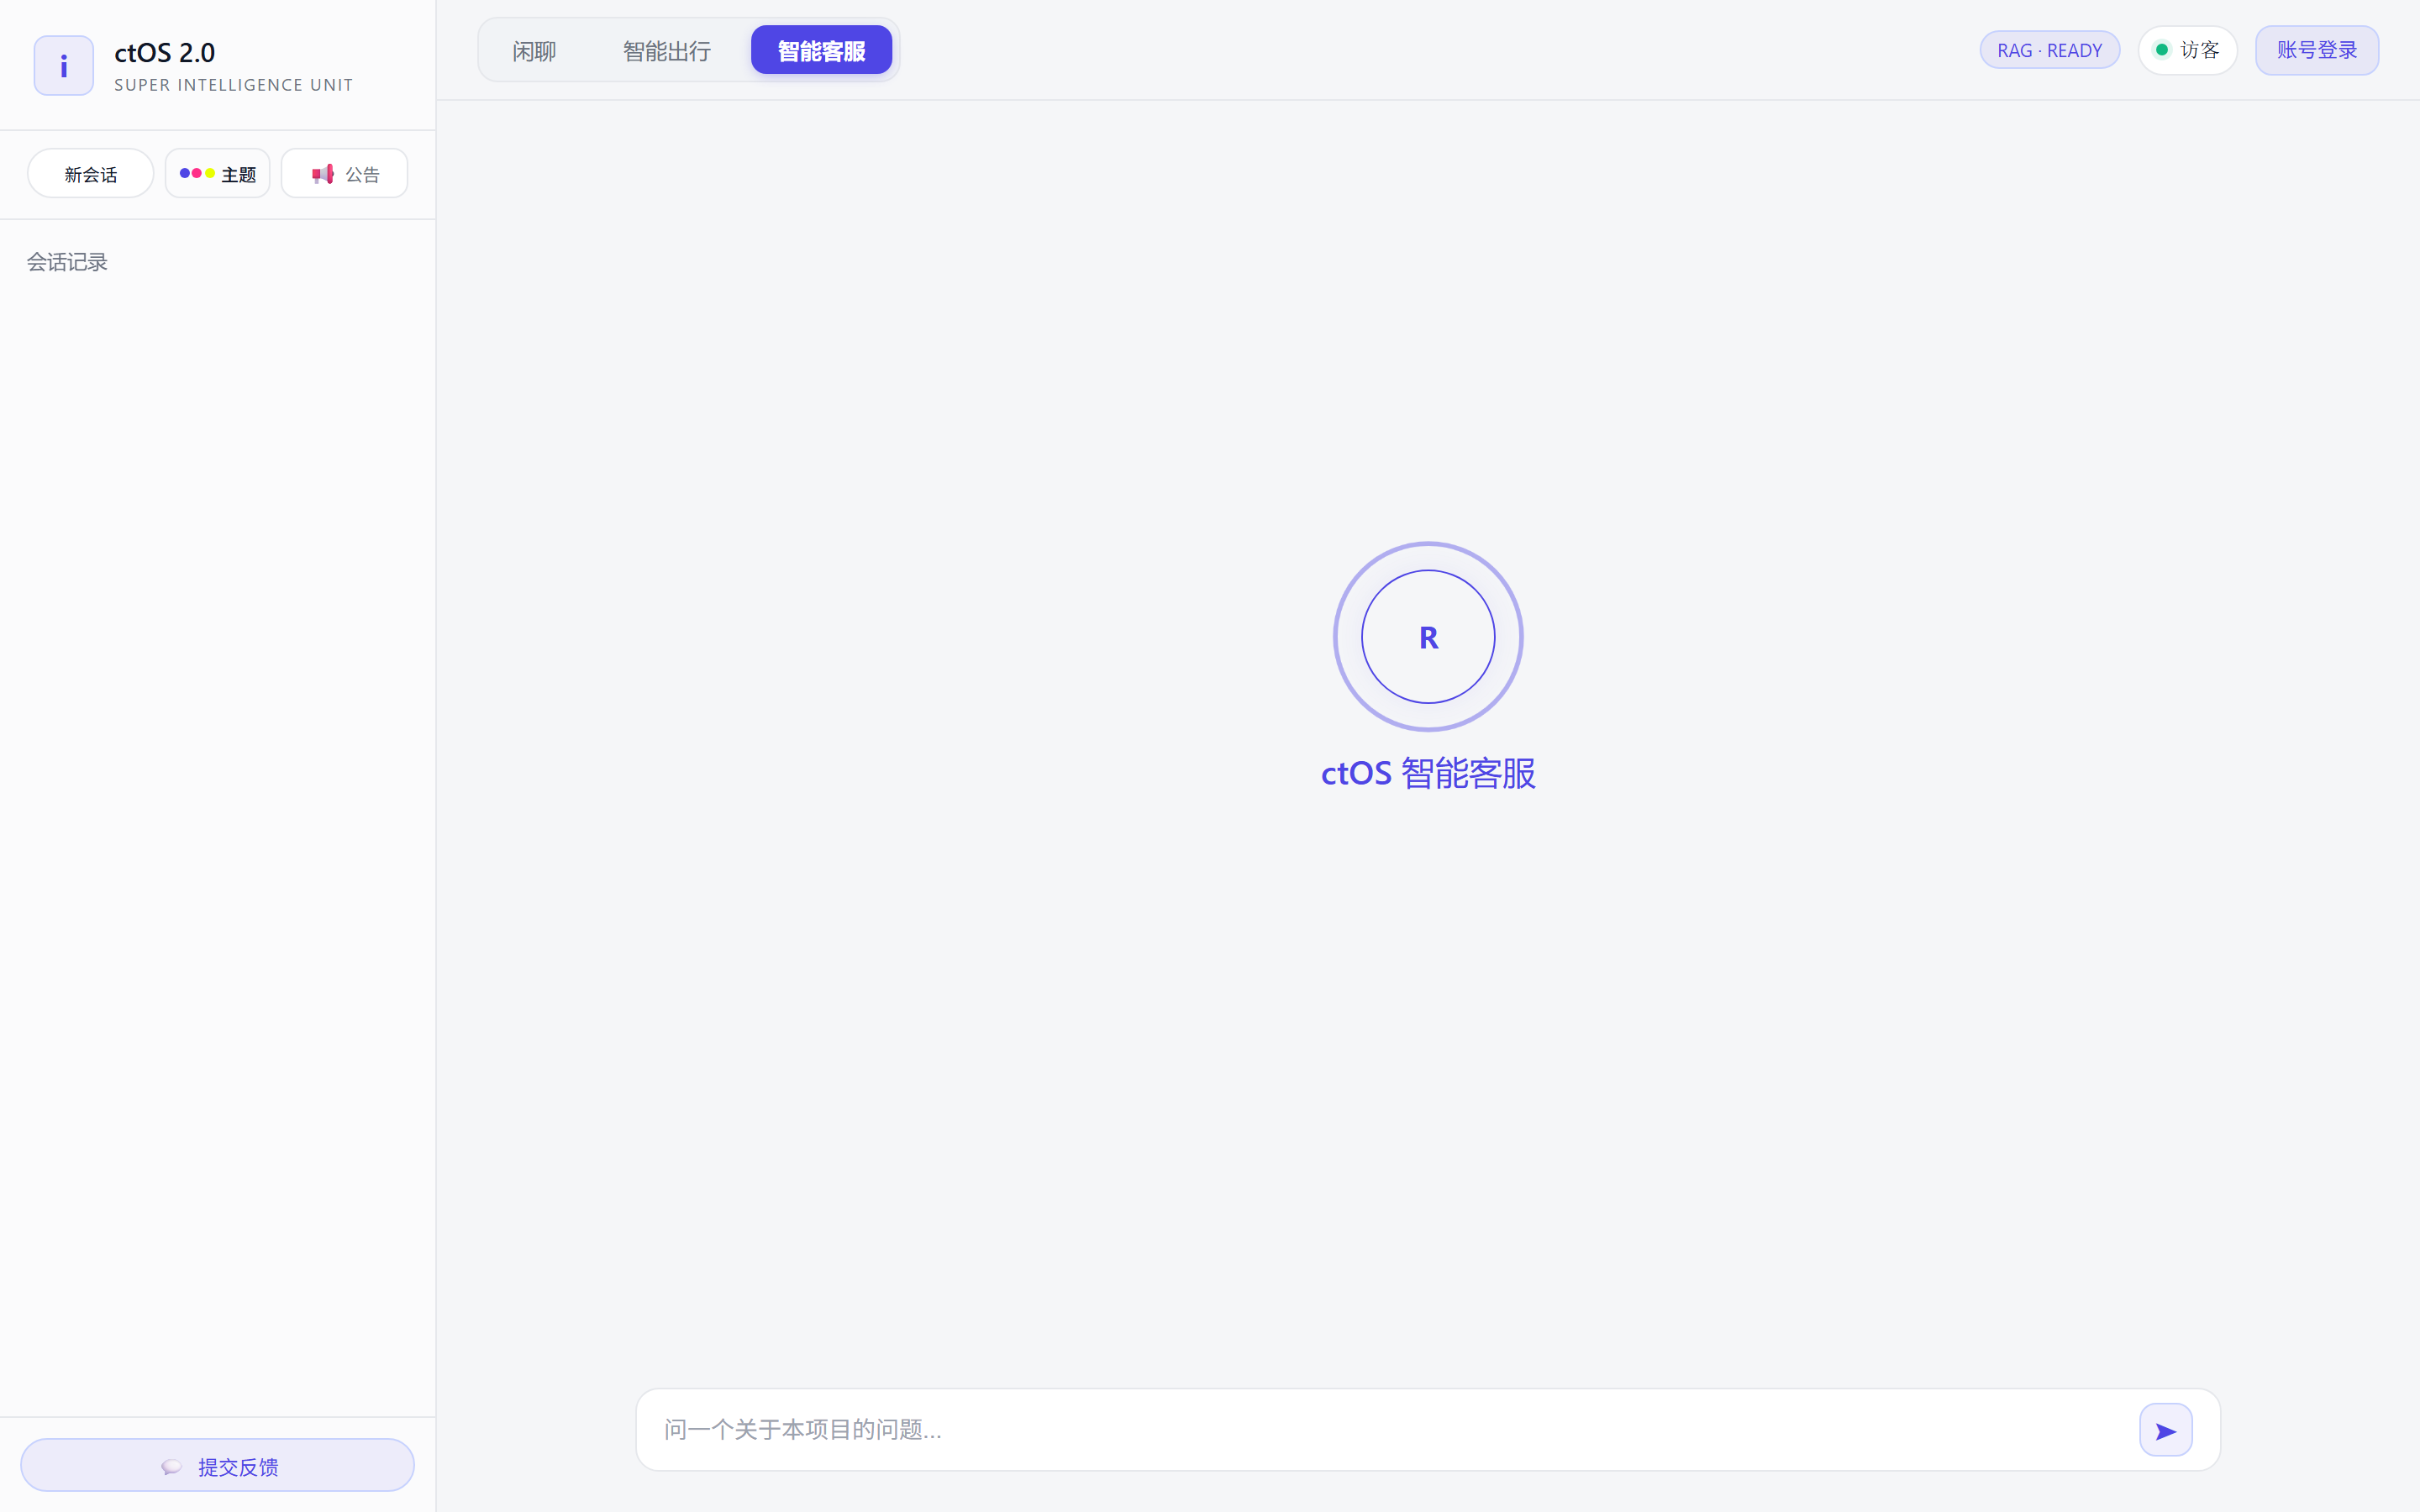 i
ctOS 2.0
SUPER INTELLIGENCE UNIT
新会话
主题
公告
会话记录
提交反馈
闲聊
智能出行
智能客服
RAG · READY
访客
账号登录
R
ctOS 智能客服
问一个关于本项目的问题...